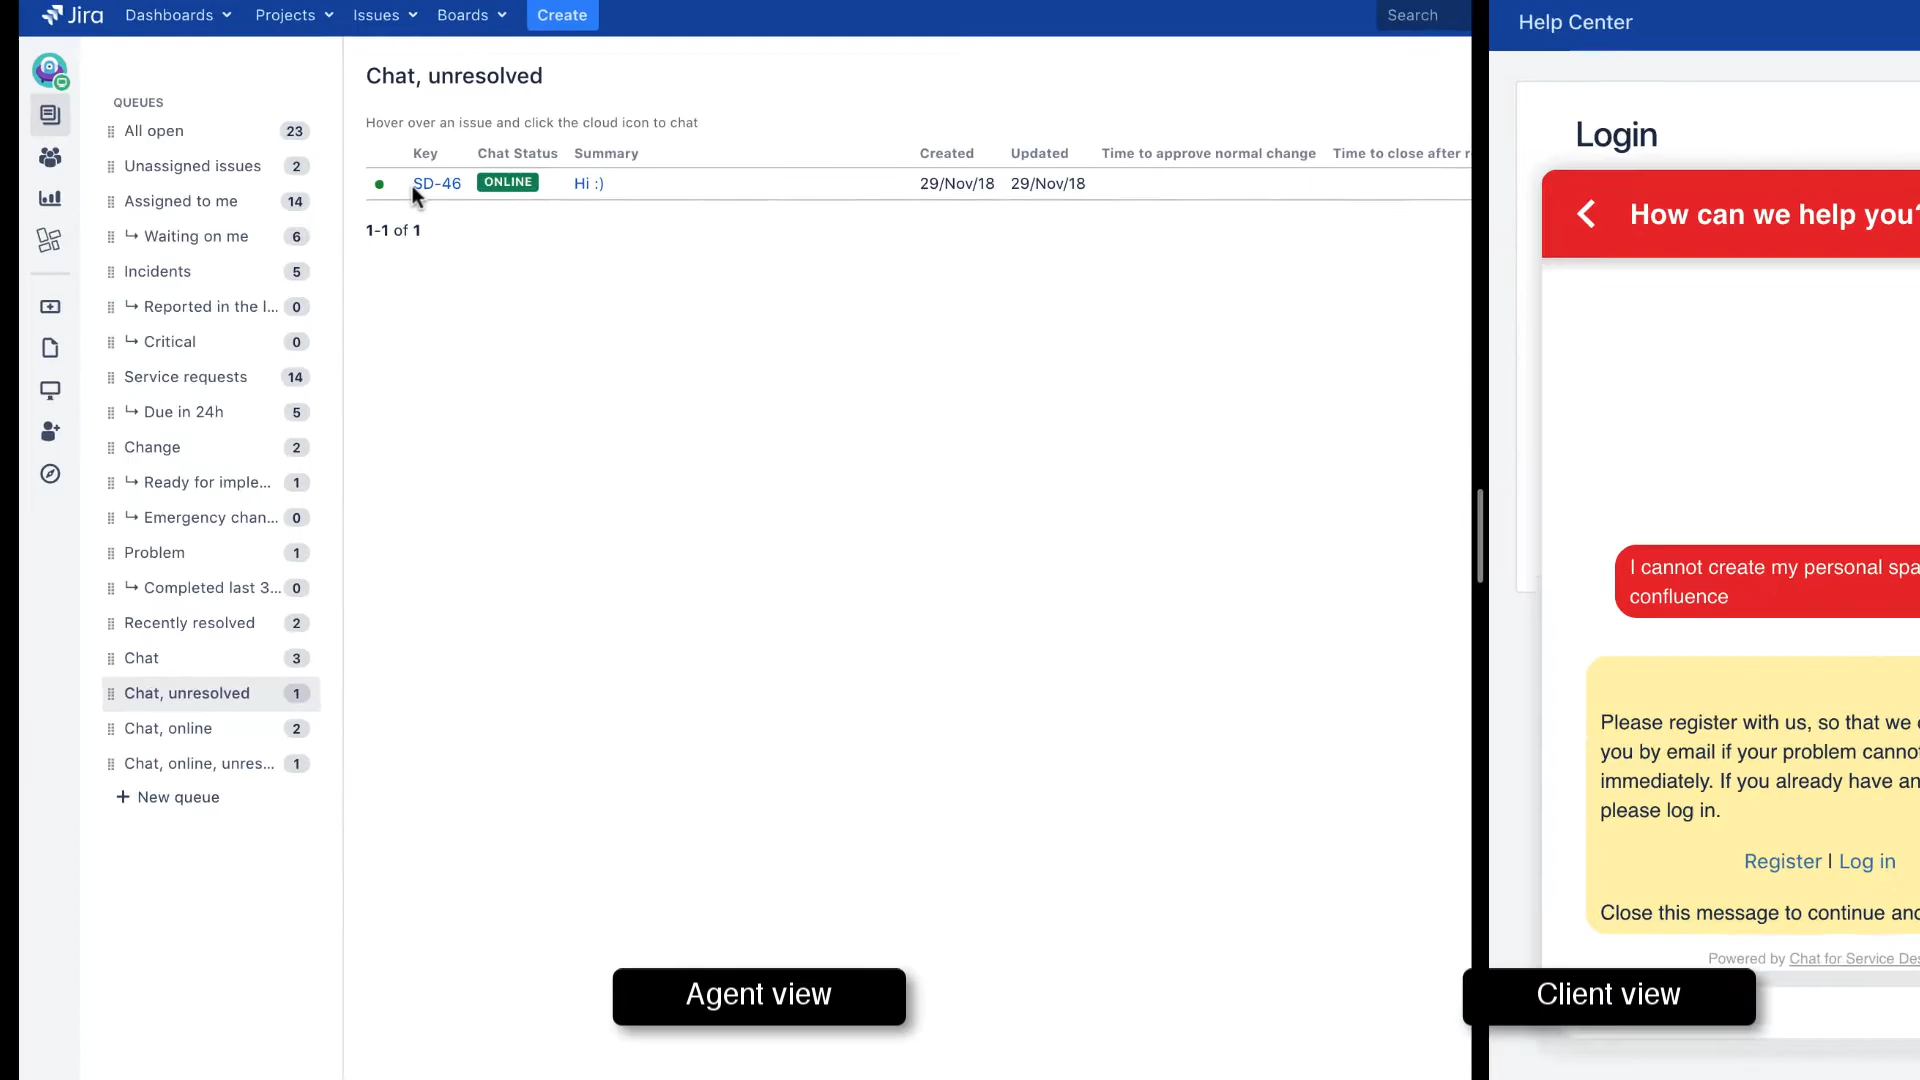 Jira Dashboards Projects Issues Boards Create Search
QUEUES
All open 23
Unassigned issues 2
Assigned to me 14
Waiting on me 6
Incidents 5
Reported in the l... 0
Critical 0
Service requests 14
Due in 24h 5
Change 2
Ready for imple... 1
Emergency chan... 0
Problem 1
Completed last 3... 0
Recently resolved 2
Chat 3
Chat, unresolved 1
Chat, online 2
Chat, online, unres... 1
+ New queue
Chat, unresolved
Hover over an issue and click the cloud icon to chat
Key Chat Status Summary Created Updated Time to approve normal change Time to close after
SD-46 ONLINE Hi :) 29/Nov/18 29/Nov/18
1-1 of 1
Agent view
Help Center
Login
How can we help you?
I cannot create my personal spa
confluence
Please register with us, so that we
you by email if your problem canno
immediately. If you already have an
please log in.
Register | Log in
Close this message to continue and
Powered by Chat for Service Des
Client view